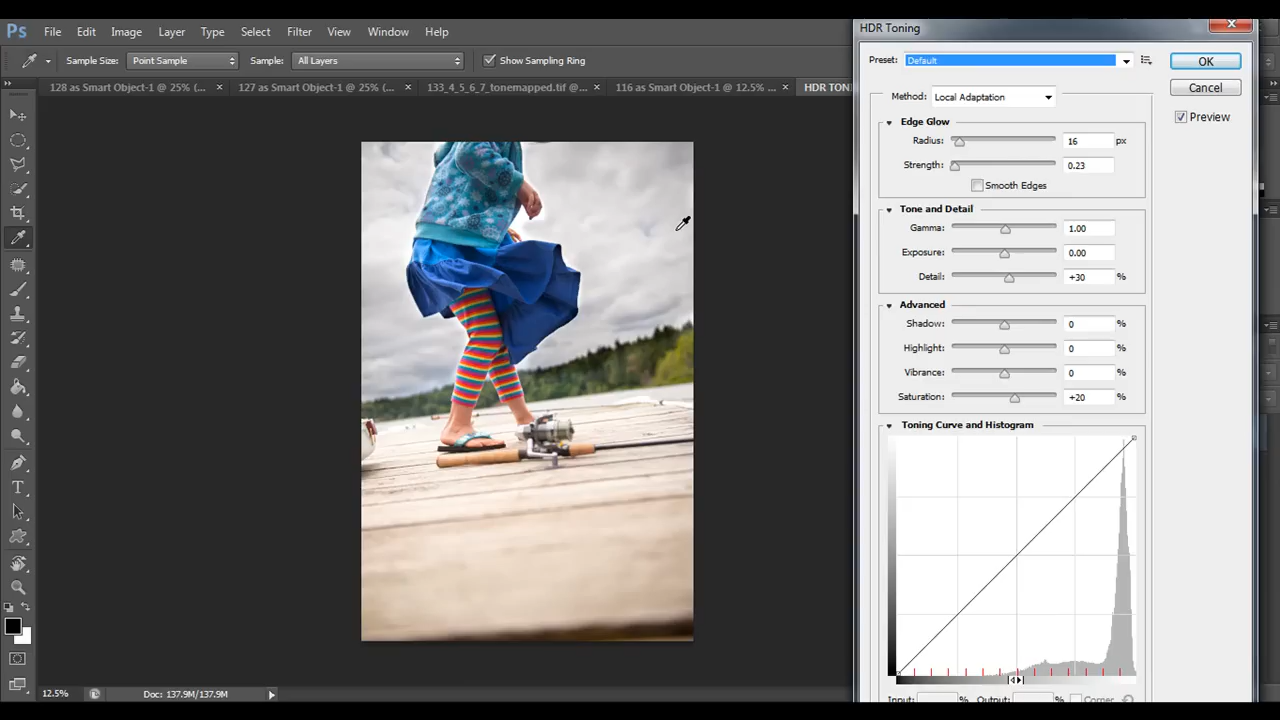 Ps File Edit Image Layer Type Select Filter View Window Help
Sample Size: Point Sample Sample: All Layers Show Sampling Ring
128 as Smart Object-1 @ 25% (... × 127 as Smart Object-1 @ 25% (... × 133_4_5_6_7_tonemapped.tif @... × 116 as Smart Object-1 @ 12.5% ... × HDR TONI
HDR Toning
Preset: Default
OK
Method: Local Adaptation
Cancel
Preview
Edge Glow
Radius: 16 px
Strength: 0.23
Smooth Edges
Tone and Detail
Gamma: 1.00
Exposure: 0.00
Detail: +30 %
Advanced
Shadow: 0 %
Highlight: 0 %
Vibrance: 0 %
Saturation: +20 %
Toning Curve and Histogram
Input: % Output: % Corner
12.5% Doc: 137.9M/137.9M